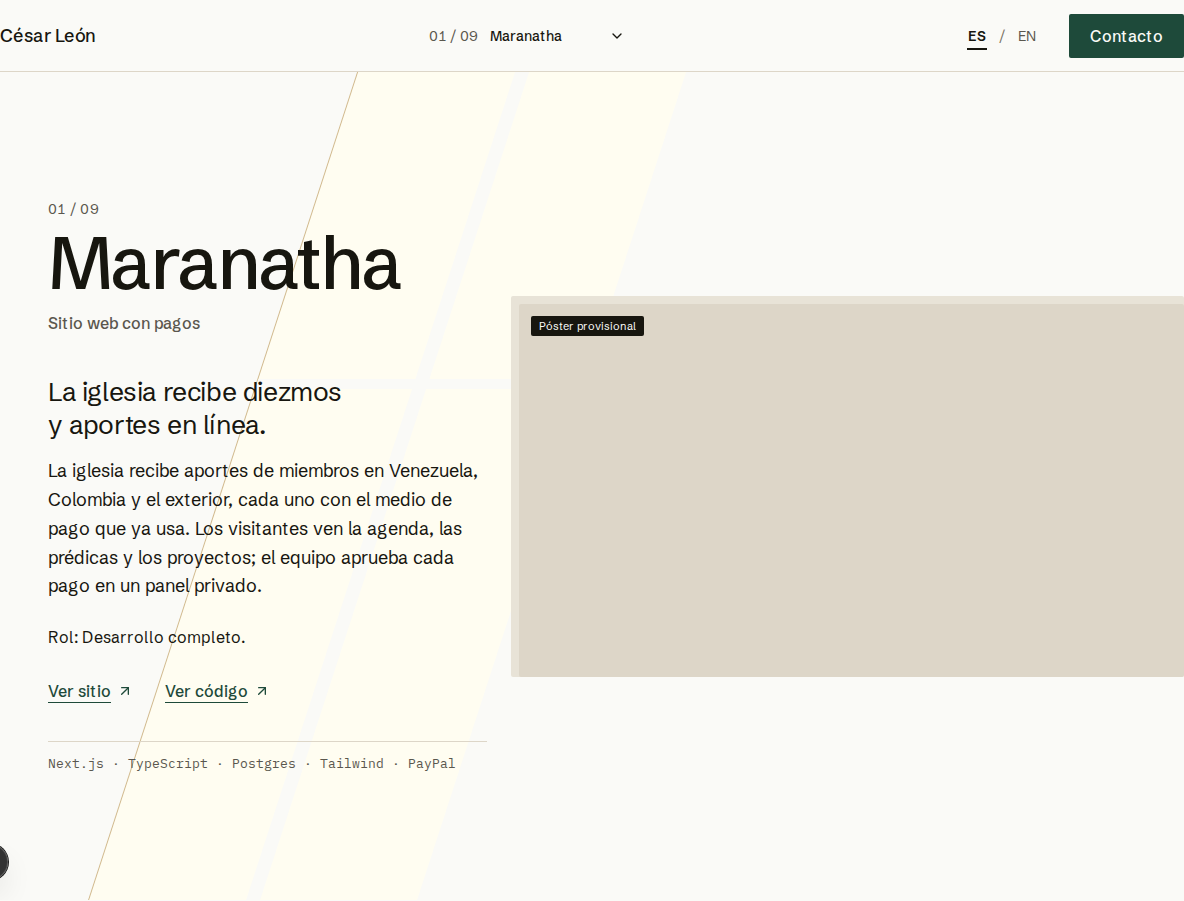 César León
01 / 09 Maranatha
ES / EN
Contacto
01 / 09
Maranatha
Sitio web con pagos
La iglesia recibe diezmos
y aportes en línea.
La iglesia recibe aportes de miembros en Venezuela,
Colombia y el exterior, cada uno con el medio de
pago que ya usa. Los visitantes ven la agenda, las
prédicas y los proyectos; el equipo aprueba cada
pago en un panel privado.
Rol: Desarrollo completo.
Ver sitio
Ver código
Next.js · TypeScript · Postgres · Tailwind · PayPal
Póster provisional